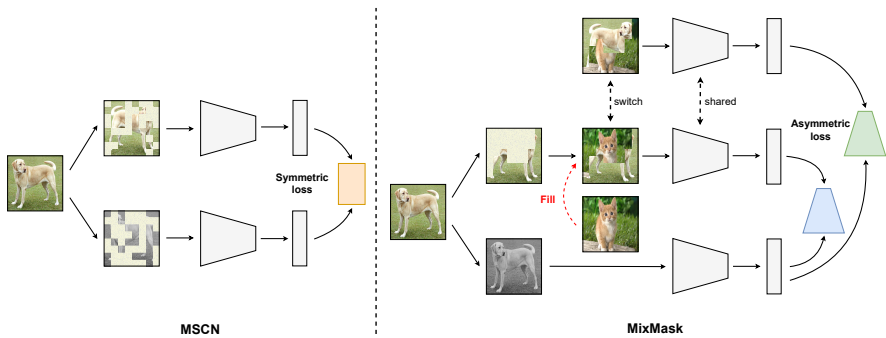 switch
shared
Symmetric
loss
Asymmetric
loss
Fill
MSCN
MixMask